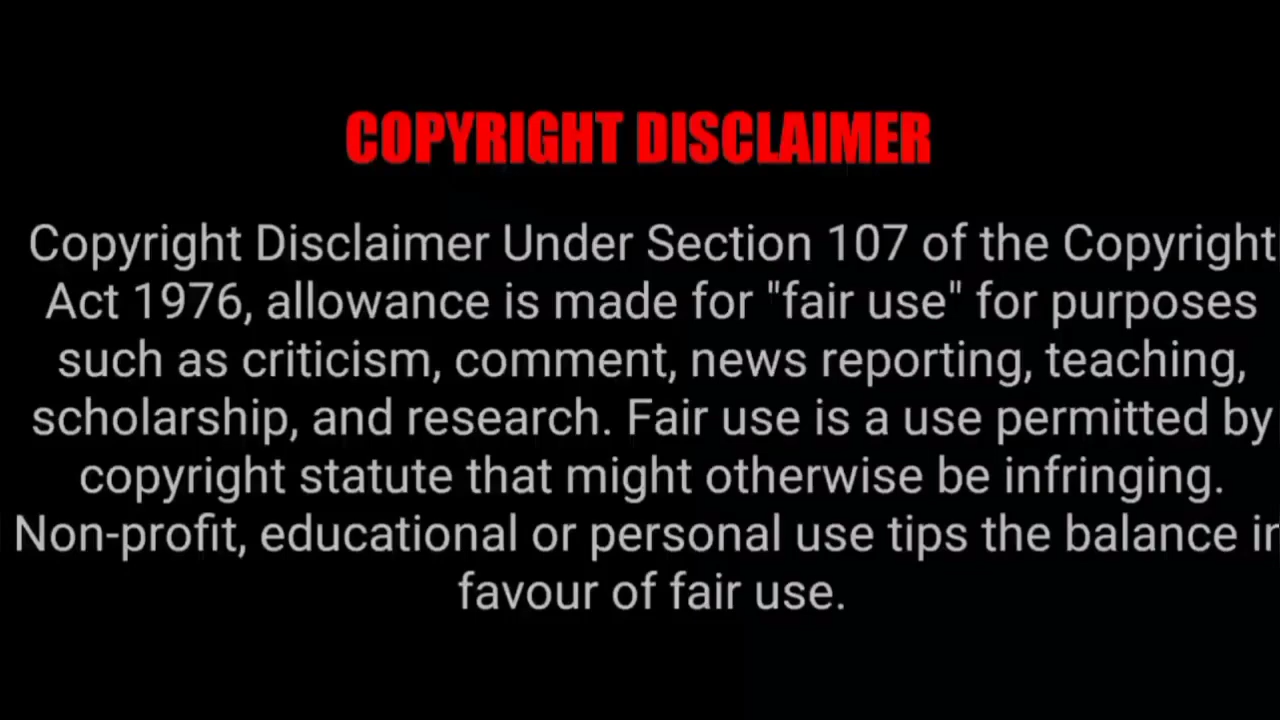 COPYRIGHT DISCLAIMER
Copyright Disclaimer Under Section 107 of the Copyright
Act 1976, allowance is made for "fair use" for purposes
such as criticism, comment, news reporting, teaching,
scholarship, and research. Fair use is a use permitted by
copyright statute that might otherwise be infringing.
Non-profit, educational or personal use tips the balance in
favour of fair use.